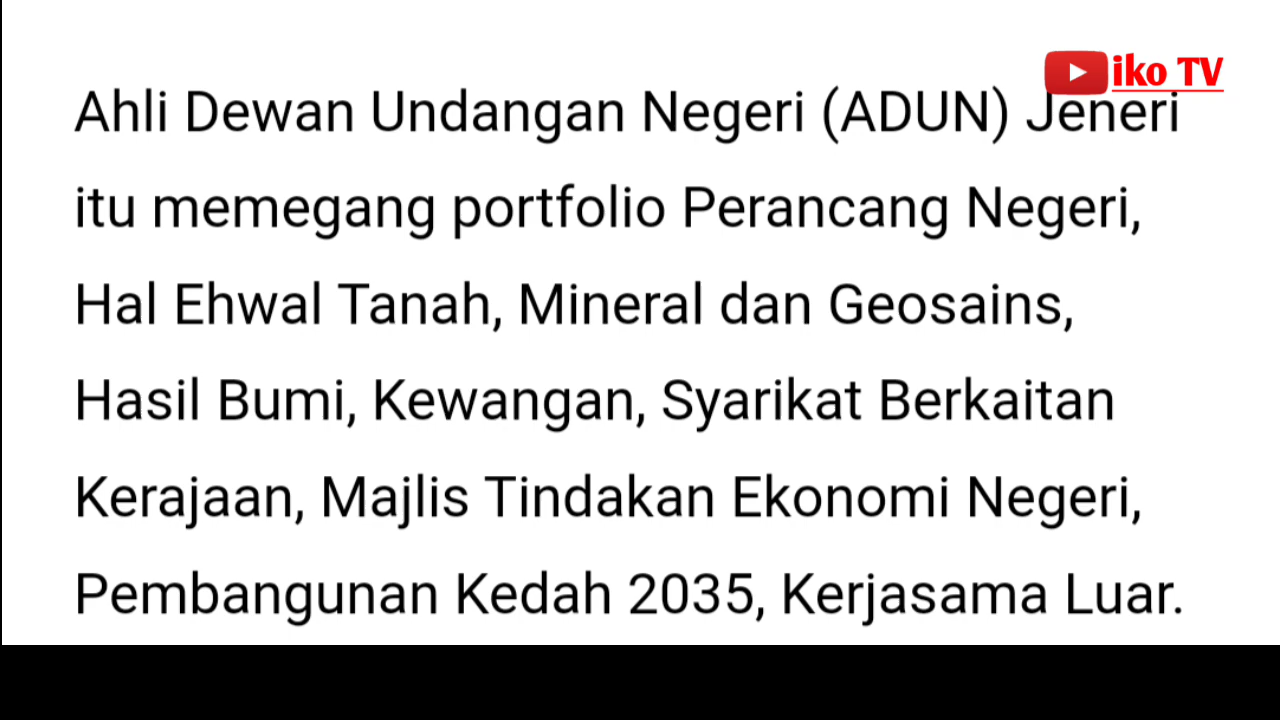 iko TV
Ahli Dewan Undangan Negeri (ADUN) Jeneri
itu memegang portfolio Perancang Negeri,
Hal Ehwal Tanah, Mineral dan Geosains,
Hasil Bumi, Kewangan, Syarikat Berkaitan
Kerajaan, Majlis Tindakan Ekonomi Negeri,
Pembangunan Kedah 2035, Kerjasama Luar.